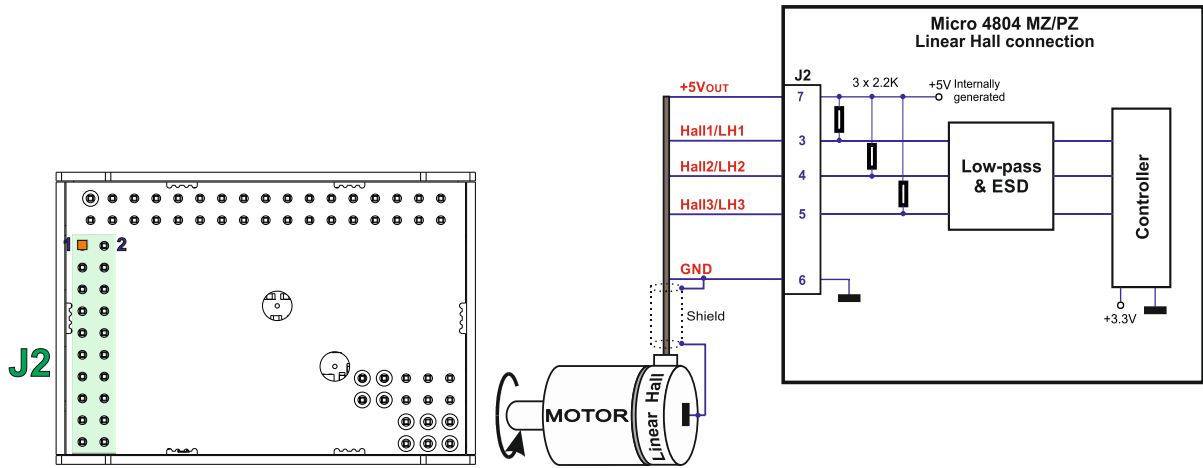 Micro 4804 MZ/PZ
Linear Hall connection
J2
3 x 2.2K
+5V Internally
generated
+5VOUT
7
Hall1/LH1
3
Hall2/LH2
4
Hall3/LH3
5
GND
6
Low-pass
& ESD
Controller
+3.3V
Shield
MOTOR
Linear Hall
1
2
J2